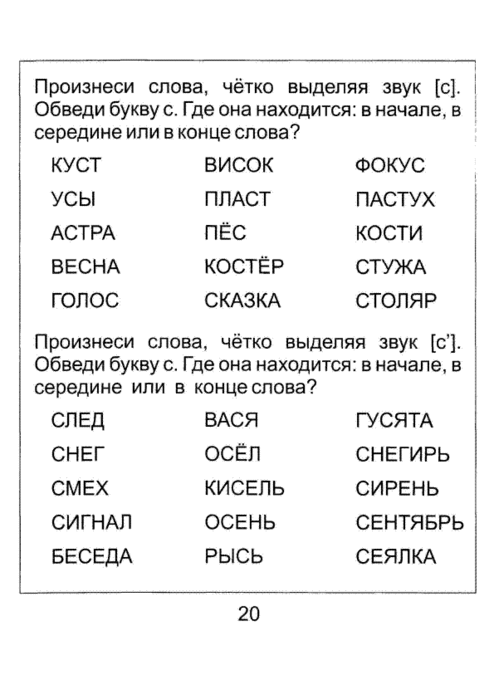 Произнеси слова, чётко выделяя звук [с].
Обведи букву с. Где она находится: в начале, в
середине или в конце слова?
КУСТ ВИСОК ФОКУС
УСЫ ПЛАСТ ПАСТУХ
АСТРА ПЁС КОСТИ
ВЕСНА КОСТЁР СТУЖА
ГОЛОС СКАЗКА СТОЛЯР
Произнеси слова, чётко выделяя звук [с'].
Обведи букву с. Где она находится: в начале, в
середине или в конце слова?
СЛЕД ВАСЯ ГУСЯТА
СНЕГ ОСЁЛ СНЕГИРЬ
СМЕХ КИСЕЛЬ СИРЕНЬ
СИГНАЛ ОСЕНЬ СЕНТЯБРЬ
БЕСЕДА РЫСЬ СЕЯЛКА
20